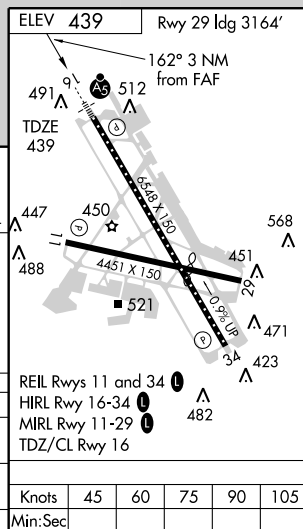 ELEV 439
Rwy 29 ldg 3164'
162° 3 NM
from FAF
16
A5
491
512
P
TDZE
439
6548 X 150
447
P
450
568
11
488
4451 X 150
451
29
521
0.9% UP
471
P
34
423
482
REIL Rwys 11 and 34 L
HIRL Rwy 16-34 L
MIRL Rwy 11-29 L
TDZ/CL Rwy 16
Knots 45 60 75 90 105
Min:Sec